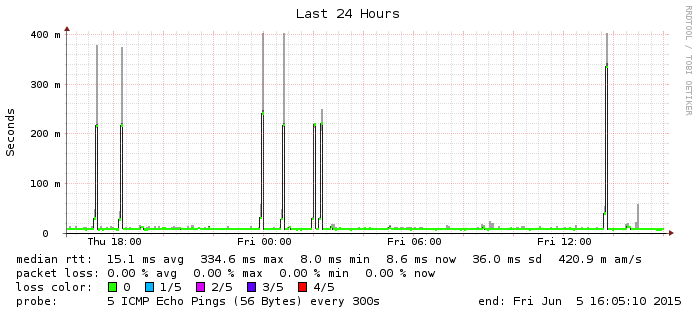 Last 24 Hours
RRDTOOL / TOBI OETIKER
Seconds
400 m
300 m
200 m
100 m
0
Thu 18:00 Fri 00:00 Fri 06:00 Fri 12:00
median rtt: 15.1 ms avg 334.6 ms max 8.0 ms min 8.6 ms now 36.0 ms sd 420.9 m am/s
packet loss: 0.00 % avg 0.00 % max 0.00 % min 0.00 % now
loss color: 0 1/5 2/5 3/5 4/5
probe: 5 ICMP Echo Pings (56 Bytes) every 300s end: Fri Jun 5 16:05:10 2015